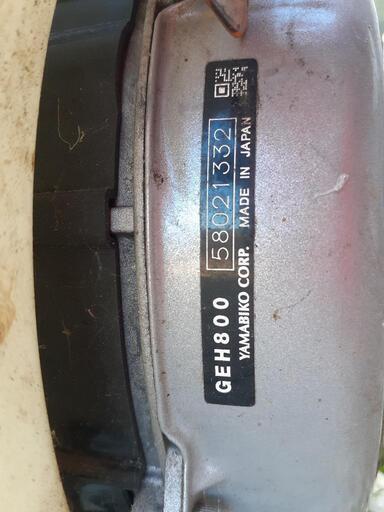 GEH800 58021332
YAMABIKO CORP. MADE IN JAPAN